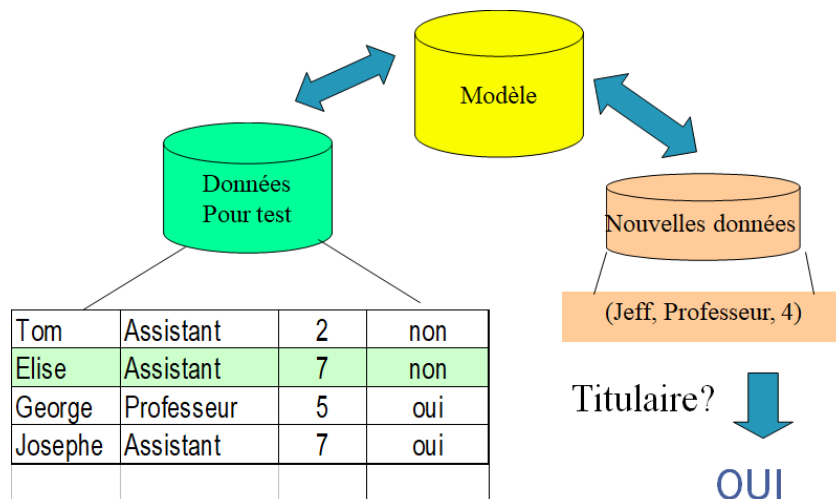 Modèle
Données
Pour test
Nouvelles données
(Jeff, Professeur, 4)
Tom Assistant 2 non
Elise Assistant 7 non
George Professeur 5 oui
Josephe Assistant 7 oui
Titulaire?
OUI